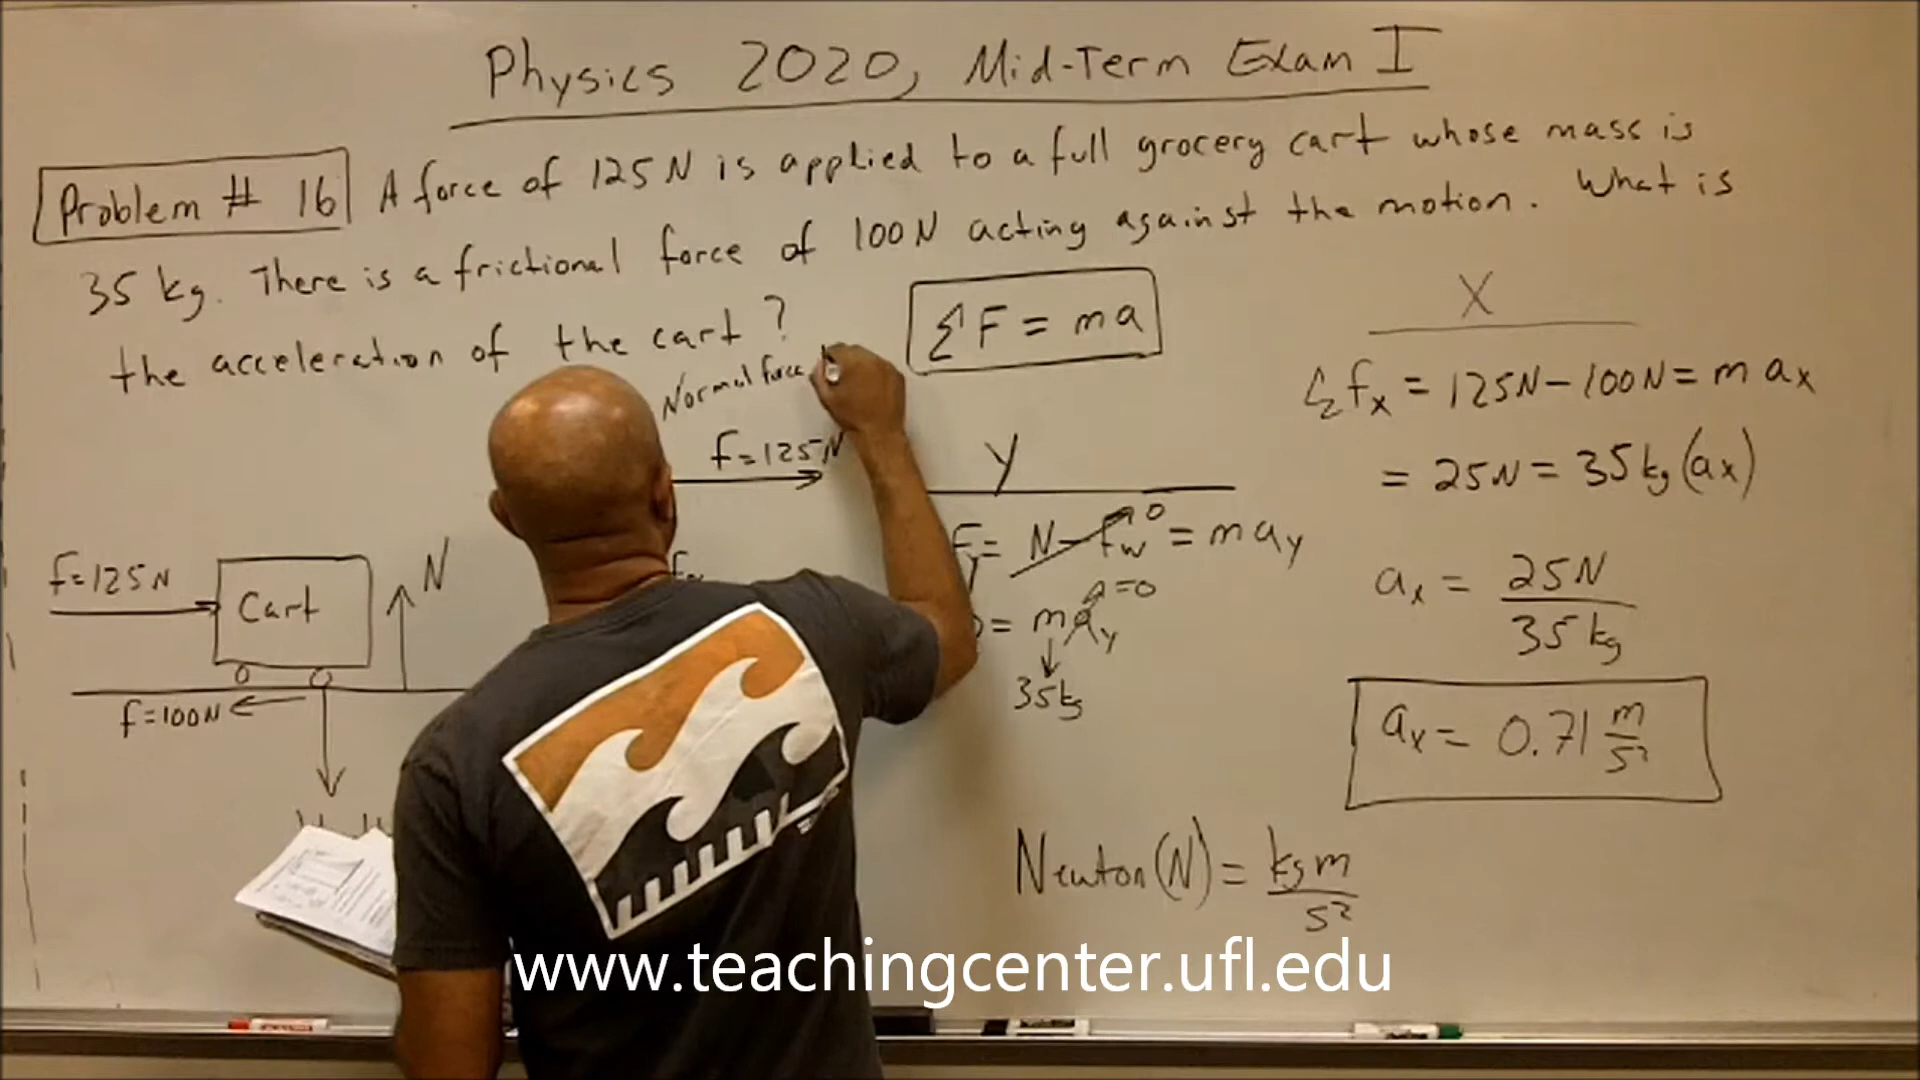 Physics 2020, Mid-Term Exam I
Problem # 16 A force of 125N is applied to a full grocery cart whose mass is
35 kg. There is a frictional force of 100N acting against the motion. What is
the acceleration of the cart?
ΣF = ma
Normal force
f=125N
f=125N
Cart
N
f=100N
Y
N - Fw = may
0
= may
a=0
35kg
X
Σfx = 125N - 100N = max
= 25N = 35kg(ax)
ax = 25N
35kg
ax = 0.71 m
s²
Newton(N) = kgm
s²
www.teachingcenter.ufl.edu